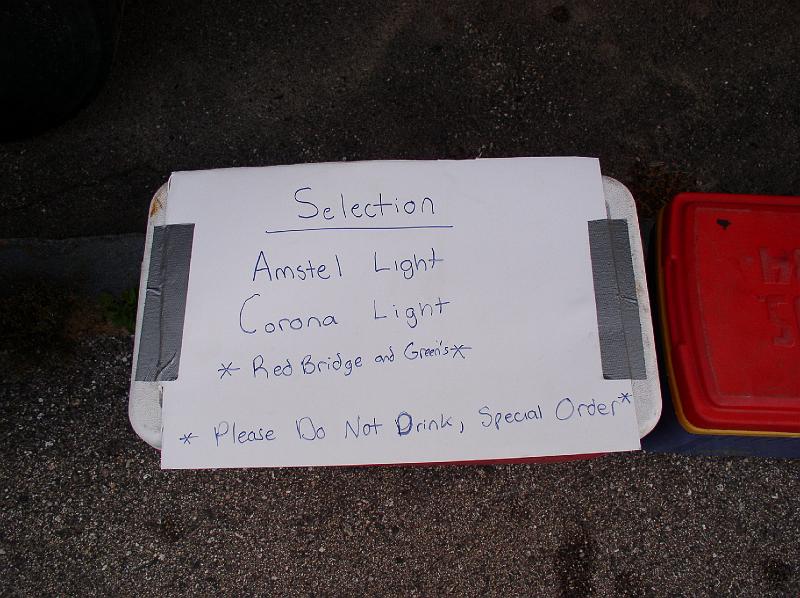 Selection
Amstel Light
Corona Light
* Red Bridge and Green's *
* Please Do Not Drink, Special Order *